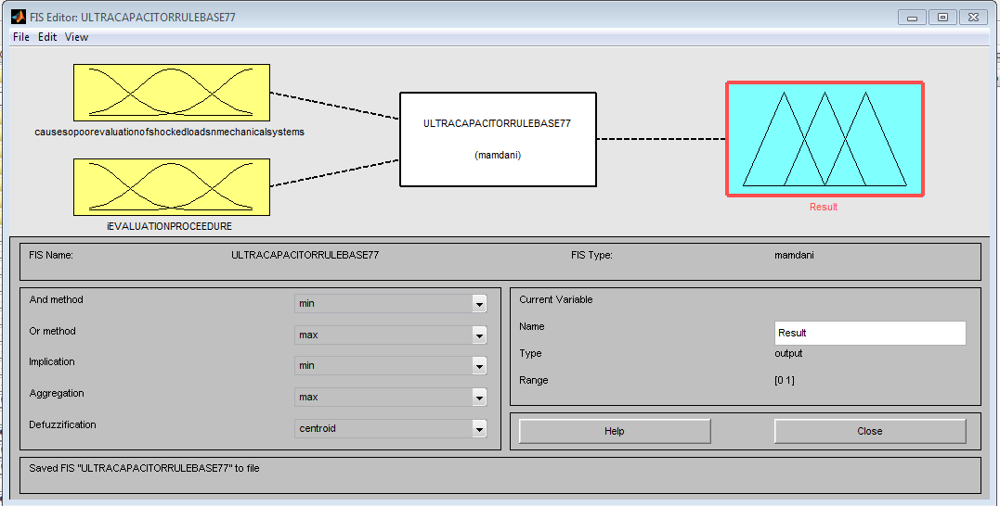 FIS Editor: ULTRACAPACITORRULEBASE77
File Edit View
causesopoorevaluationofshockedloadsnmechanicalsystems
ULTRACAPACITORRULEBASE77
(mamdani)
iEVALUATIONPROCEEDURE
Result
FIS Name: ULTRACAPACITORRULEBASE77 FIS Type: mamdani
And method min
Or method max
Implication min
Aggregation max
Defuzzification centroid
Current Variable
Name Result
Type output
Range [0 1]
Help Close
Saved FIS "ULTRACAPACITORRULEBASE77" to file